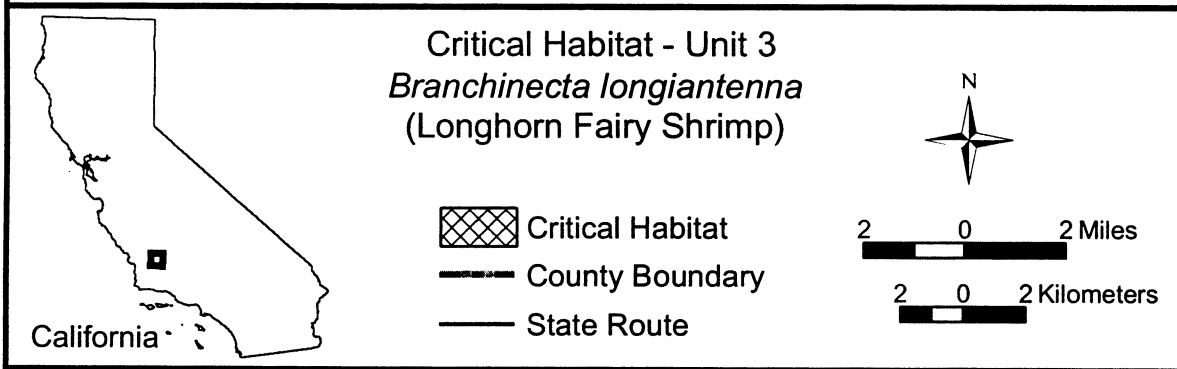 Critical Habitat - Unit 3
Branchinecta longiantenna
(Longhorn Fairy Shrimp)
N
Critical Habitat
County Boundary
State Route
2 0 2 Miles
2 0 2 Kilometers
California